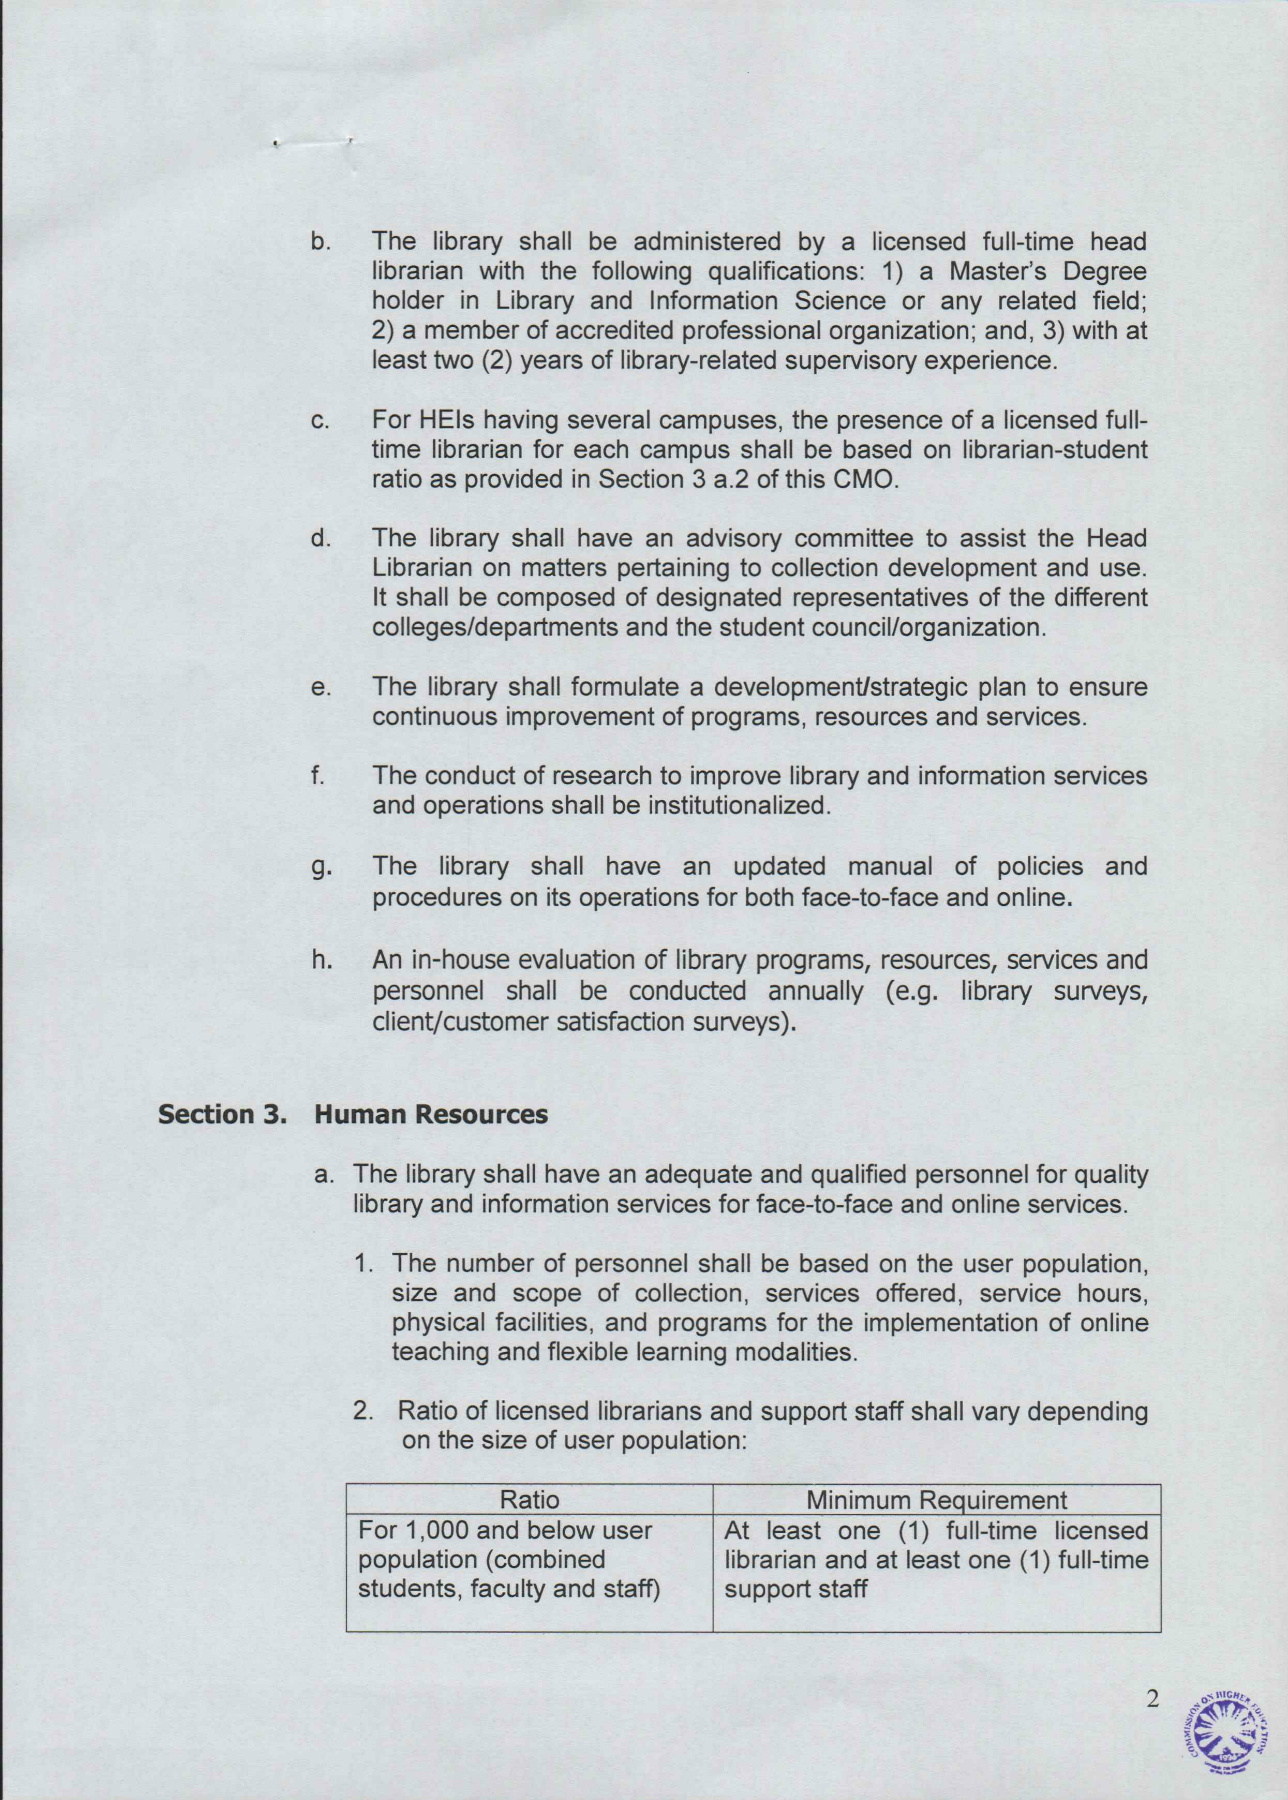 b. The library shall be administered by a licensed full-time head
librarian with the following qualifications: 1) a Master's Degree
holder in Library and Information Science or any related field;
2) a member of accredited professional organization; and, 3) with at
least two (2) years of library-related supervisory experience.
c. For HEIs having several campuses, the presence of a licensed full-
time librarian for each campus shall be based on librarian-student
ratio as provided in Section 3 a.2 of this CMO.
d. The library shall have an advisory committee to assist the Head
Librarian on matters pertaining to collection development and use.
It shall be composed of designated representatives of the different
colleges/departments and the student council/organization.
e. The library shall formulate a development/strategic plan to ensure
continuous improvement of programs, resources and services.
f. The conduct of research to improve library and information services
and operations shall be institutionalized.
g. The library shall have an updated manual of policies and
procedures on its operations for both face-to-face and online.
h. An in-house evaluation of library programs, resources, services and
personnel shall be conducted annually (e.g. library surveys,
client/customer satisfaction surveys).
Section 3. Human Resources
a. The library shall have an adequate and qualified personnel for quality
library and information services for face-to-face and online services.
1. The number of personnel shall be based on the user population,
size and scope of collection, services offered, service hours,
physical facilities, and programs for the implementation of online
teaching and flexible learning modalities.
2. Ratio of licensed librarians and support staff shall vary depending
on the size of user population:
Ratio
Minimum Requirement
For 1,000 and below user
population (combined
students, faculty and staff)
At least one (1) full-time licensed
librarian and at least one (1) full-time
support staff
2
COMMISSION ON HIGHER EDUCATION